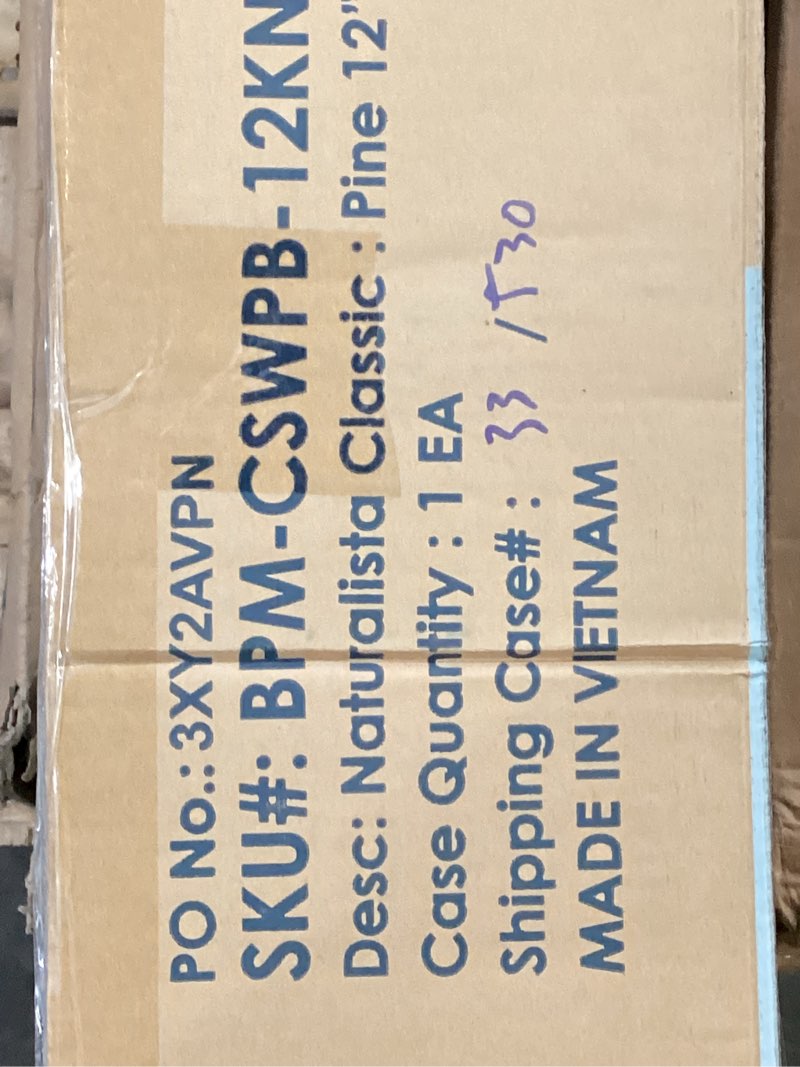 PO No.: 3XY2AVPN
SKU#: BPM-CSWPB-12KN
Desc: Naturalista Classic : Pine 12"
Case Quantity : 1 EA
Shipping Case# : 33 / T30
MADE IN VIETNAM